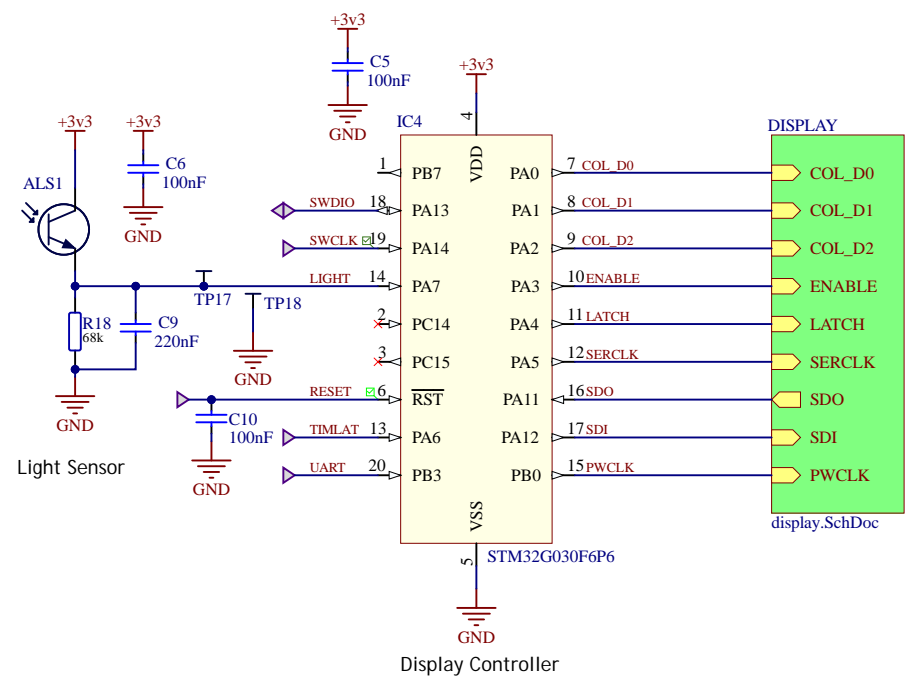 +3v3
C5
100nF
GND
+3v3
ALS1
+3v3
C6
100nF
GND
LIGHT
TP17
TP18
GND
R18
68k
C9
220nF
GND
Light Sensor
RESET
C10
100nF
GND
SWDIO
SWCLK
TIMLAT
UART
IC4
+3v3
4
VDD
1 PB7
18 PA13
19 PA14
14 PA7
2 PC14
3 PC15
6 RST
13 PA6
20 PB3
PA0 7 COL_D0
PA1 8 COL_D1
PA2 9 COL_D2
PA3 10 ENABLE
PA4 11 LATCH
PA5 12 SERCLK
PA11 16 SDO
PA12 17 SDI
PB0 15 PWCLK
VSS
5
STM32G030F6P6
GND
Display Controller
DISPLAY
COL_D0
COL_D1
COL_D2
ENABLE
LATCH
SERCLK
SDO
SDI
PWCLK
display.SchDoc